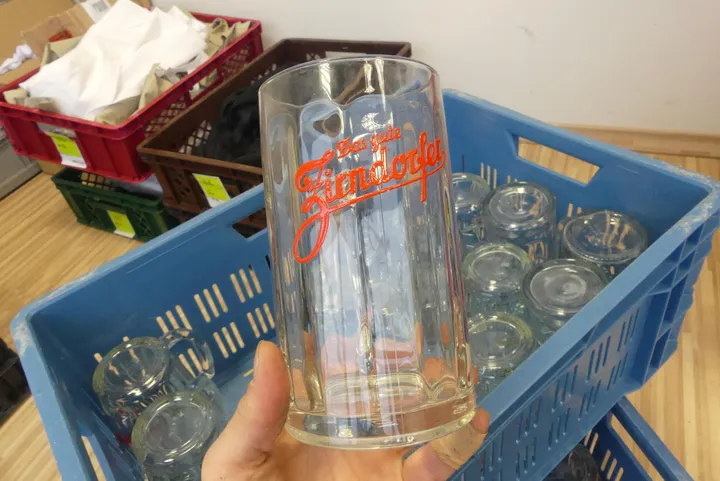 Das gute
Zirndorfer